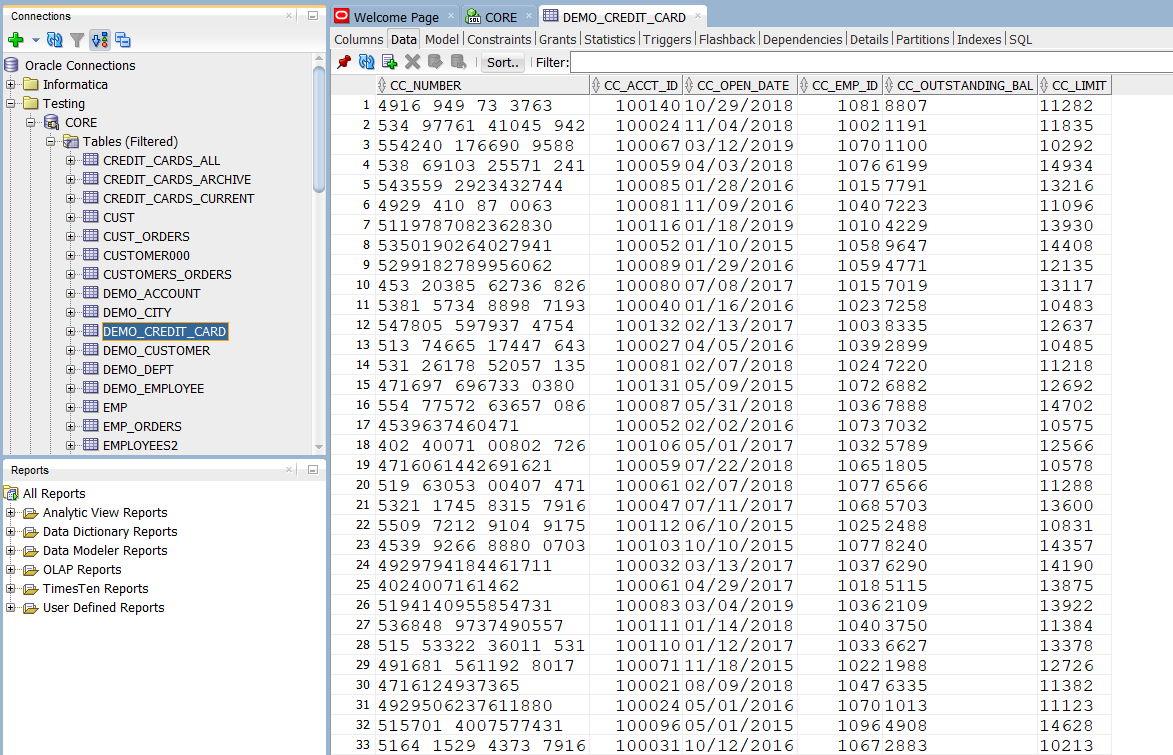 Connections
Oracle Connections
Informatica
Testing
CORE
Tables (Filtered)
CREDIT_CARDS_ALL
CREDIT_CARDS_ARCHIVE
CREDIT_CARDS_CURRENT
CUST
CUST_ORDERS
CUSTOMER000
CUSTOMERS_ORDERS
DEMO_ACCOUNT
DEMO_CITY
DEMO_CREDIT_CARD
DEMO_CUSTOMER
DEMO_DEPT
DEMO_EMPLOYEE
EMP
EMP_ORDERS
EMPLOYEES2
Reports
All Reports
Analytic View Reports
Data Dictionary Reports
Data Modeler Reports
OLAP Reports
TimesTen Reports
User Defined Reports
Welcome Page CORE DEMO_CREDIT_CARD
Columns Data Model Constraints Grants Statistics Triggers Flashback Dependencies Details Partitions Indexes SQL
Sort.. Filter:
CC_NUMBER CC_ACCT_ID CC_OPEN_DATE CC_EMP_ID CC_OUTSTANDING_BAL CC_LIMIT
1 4916 949 73 3763 100140 10/29/2018 1081 8807 11282
2 534 97761 41045 942 100024 11/04/2018 1002 1191 11835
3 554240 176690 9588 100067 03/12/2019 1070 1100 10292
4 538 69103 25571 241 100059 04/03/2018 1076 6199 14934
5 543559 2923432744 100085 01/28/2016 1015 7791 13216
6 4929 410 87 0063 100081 11/09/2016 1040 7223 11096
7 5119787082362830 100116 01/18/2019 1010 4229 13930
8 5350190264027941 100052 01/10/2015 1058 9647 14408
9 5299182789956062 100089 01/29/2016 1059 4771 12135
10 453 20385 62736 826 100080 07/08/2017 1015 7019 13117
11 5381 5734 8898 7193 100040 01/16/2016 1023 7258 10483
12 547805 597937 4754 100132 02/13/2017 1003 8335 12637
13 513 74665 17447 643 100027 04/05/2016 1039 2899 10485
14 531 26178 52057 135 100081 02/07/2018 1024 7220 11218
15 471697 696733 0380 100131 05/09/2015 1072 6882 12692
16 554 77572 63657 086 100087 05/31/2018 1036 7888 14702
17 4539637460471 100052 02/02/2016 1073 7032 10575
18 402 40071 00802 726 100106 05/01/2017 1032 5789 12566
19 4716061442691621 100059 07/22/2018 1065 1805 10578
20 519 63053 00407 471 100061 02/07/2018 1077 6566 11288
21 5321 1745 8315 7916 100047 07/11/2017 1068 5703 13600
22 5509 7212 9104 9175 100112 06/10/2015 1025 2488 10831
23 4539 9266 8880 0703 100103 10/10/2015 1077 8240 14357
24 4929794184461711 100032 03/13/2017 1037 6290 14190
25 4024007161462 100061 04/29/2017 1018 5115 13875
26 5194140955854731 100083 03/04/2019 1036 2109 13922
27 536848 9737490557 100111 01/14/2018 1040 3750 11384
28 515 53322 36011 531 100110 01/12/2017 1033 6627 13378
29 491681 561192 8017 100071 11/18/2015 1022 1988 12726
30 4716124937365 100021 08/09/2018 1047 6335 11382
31 4929506237611880 100024 05/01/2016 1070 1013 11123
32 515701 4007577431 100096 05/01/2015 1096 4908 14628
33 5164 1529 4373 7916 100031 10/12/2016 1067 2883 10213